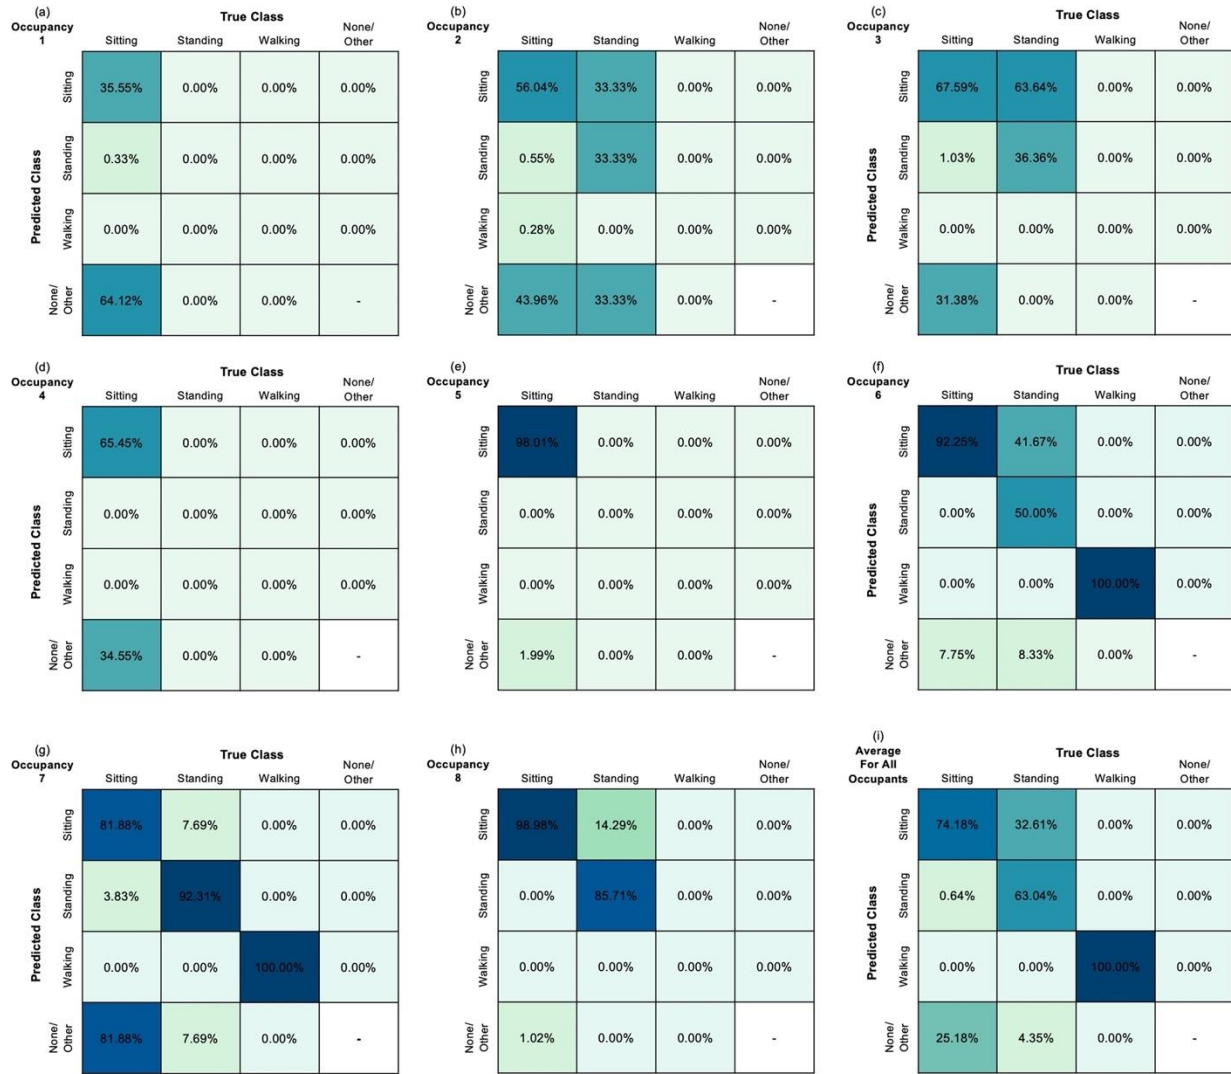 (a)
True Class
Occupancy
1
Sitting Standing Walking None/
Other
Predicted Class
Sitting 35.55% 0.00% 0.00% 0.00%
Standing 0.33% 0.00% 0.00% 0.00%
Walking 0.00% 0.00% 0.00% 0.00%
None/
Other 64.12% 0.00% 0.00% -
(b)
True Class
Occupancy
2
Sitting Standing Walking None/
Other
Sitting 56.04% 33.33% 0.00% 0.00%
Standing 0.55% 33.33% 0.00% 0.00%
Walking 0.28% 0.00% 0.00% 0.00%
None/
Other 43.96% 33.33% 0.00% -
(c)
True Class
Occupancy
3
Sitting Standing Walking None/
Other
Predicted Class
Sitting 67.59% 63.64% 0.00% 0.00%
Standing 1.03% 36.36% 0.00% 0.00%
Walking 0.00% 0.00% 0.00% 0.00%
None/
Other 31.38% 0.00% 0.00% -
(d)
True Class
Occupancy
4
Sitting Standing Walking None/
Other
Predicted Class
Sitting 65.45% 0.00% 0.00% 0.00%
Standing 0.00% 0.00% 0.00% 0.00%
Walking 0.00% 0.00% 0.00% 0.00%
None/
Other 34.55% 0.00% 0.00% -
(e)
True Class
Occupancy
5
Sitting Standing Walking None/
Other
Sitting 98.01% 0.00% 0.00% 0.00%
Standing 0.00% 0.00% 0.00% 0.00%
Walking 0.00% 0.00% 0.00% 0.00%
None/
Other 1.99% 0.00% 0.00% -
(f)
True Class
Occupancy
6
Sitting Standing Walking None/
Other
Predicted Class
Sitting 92.25% 41.67% 0.00% 0.00%
Standing 0.00% 50.00% 0.00% 0.00%
Walking 0.00% 0.00% 100.00% 0.00%
None/
Other 7.75% 8.33% 0.00% -
(g)
True Class
Occupancy
7
Sitting Standing Walking None/
Other
Predicted Class
Sitting 81.88% 7.69% 0.00% 0.00%
Standing 3.83% 92.31% 0.00% 0.00%
Walking 0.00% 0.00% 100.00% 0.00%
None/
Other 81.88% 7.69% 0.00% -
(h)
True Class
Occupancy
8
Sitting Standing Walking None/
Other
Sitting 98.98% 14.29% 0.00% 0.00%
Standing 0.00% 85.71% 0.00% 0.00%
Walking 0.00% 0.00% 0.00% 0.00%
None/
Other 1.02% 0.00% 0.00% -
(i)
True Class
Average
For All
Occupants
Sitting Standing Walking None/
Other
Predicted Class
Sitting 74.18% 32.61% 0.00% 0.00%
Standing 0.64% 63.04% 0.00% 0.00%
Walking 0.00% 0.00% 100.00% 0.00%
None/
Other 25.18% 4.35% 0.00% -